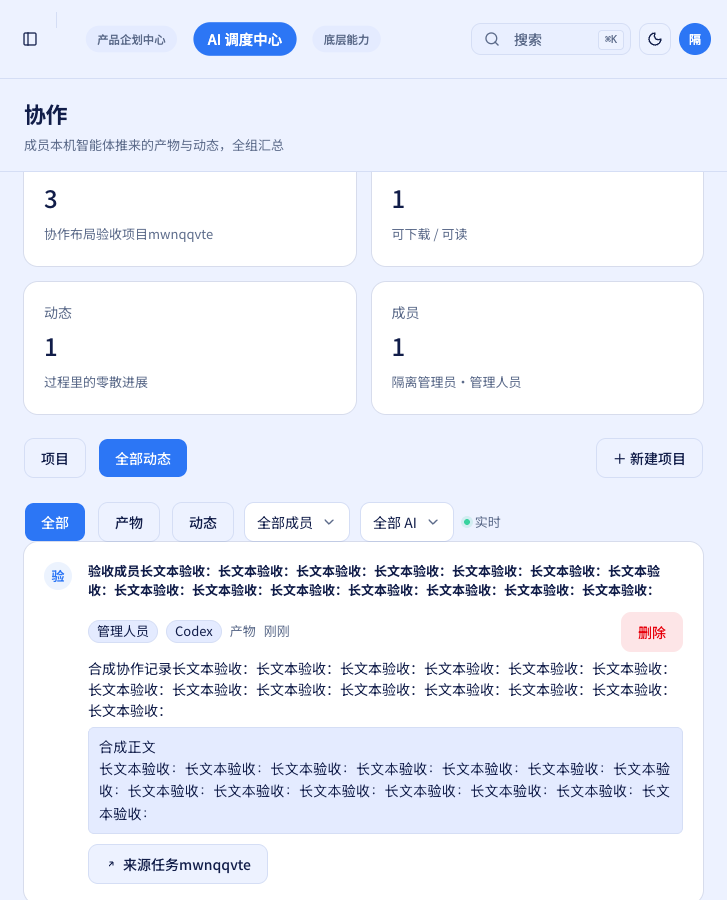 产品企划中心
AI 调度中心
底层能力
搜索
⌘K
隔
协作
成员本机智能体推来的产物与动态，全组汇总
3
协作布局验收项目mwnqqvte
1
可下载 / 可读
动态
1
过程里的零散进展
成员
1
隔离管理员・管理人员
项目
全部动态
新建项目
全部
产物
动态
全部成员
全部 AI
实时
验
验收成员长文本验收：长文本验收：长文本验收：长文本验收：长文本验收：长文本验收：长文本验
收：长文本验收：长文本验收：长文本验收：长文本验收：长文本验收：长文本验收：长文本验收：
管理人员
Codex
产物
刚刚
删除
合成协作记录长文本验收：长文本验收：长文本验收：长文本验收：长文本验收：长文本验收：
长文本验收：长文本验收：长文本验收：长文本验收：长文本验收：长文本验收：长文本验收：
长文本验收：
合成正文
长文本验收：长文本验收：长文本验收：长文本验收：长文本验收：长文本验收：长文本验
收：长文本验收：长文本验收：长文本验收：长文本验收：长文本验收：长文本验收：长文
本验收：
来源任务mwnqqvte